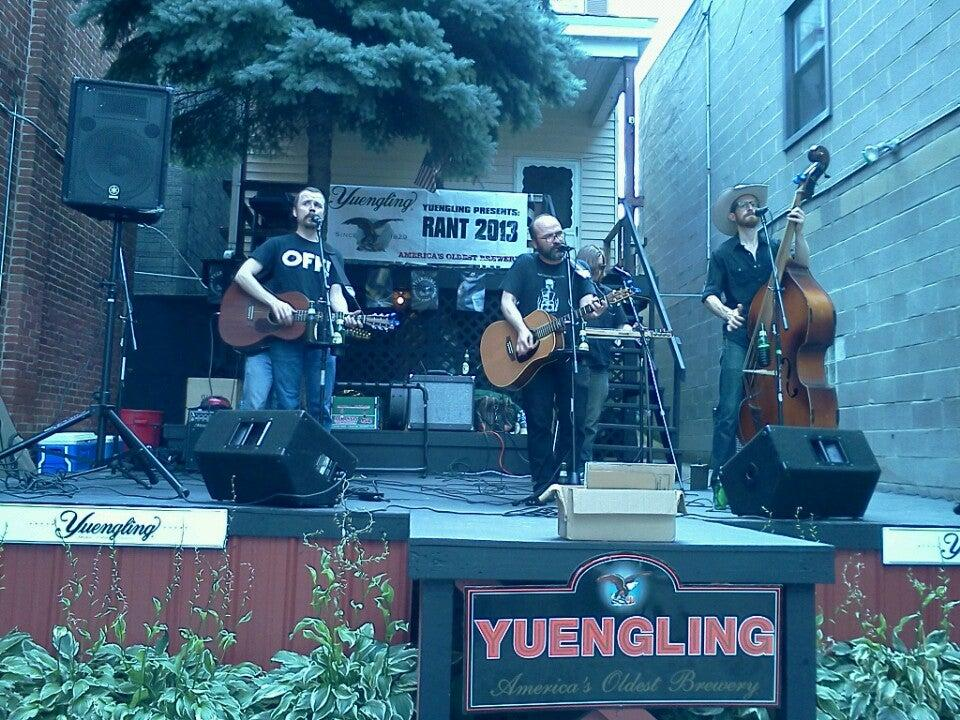 Yuengling
SINCE 1829
YUENGLING PRESENTS:
RANT 2013
AMERICA'S OLDEST BREWERY
OFF!
Yuengling
Y
YUENGLING
America's Oldest Brewery